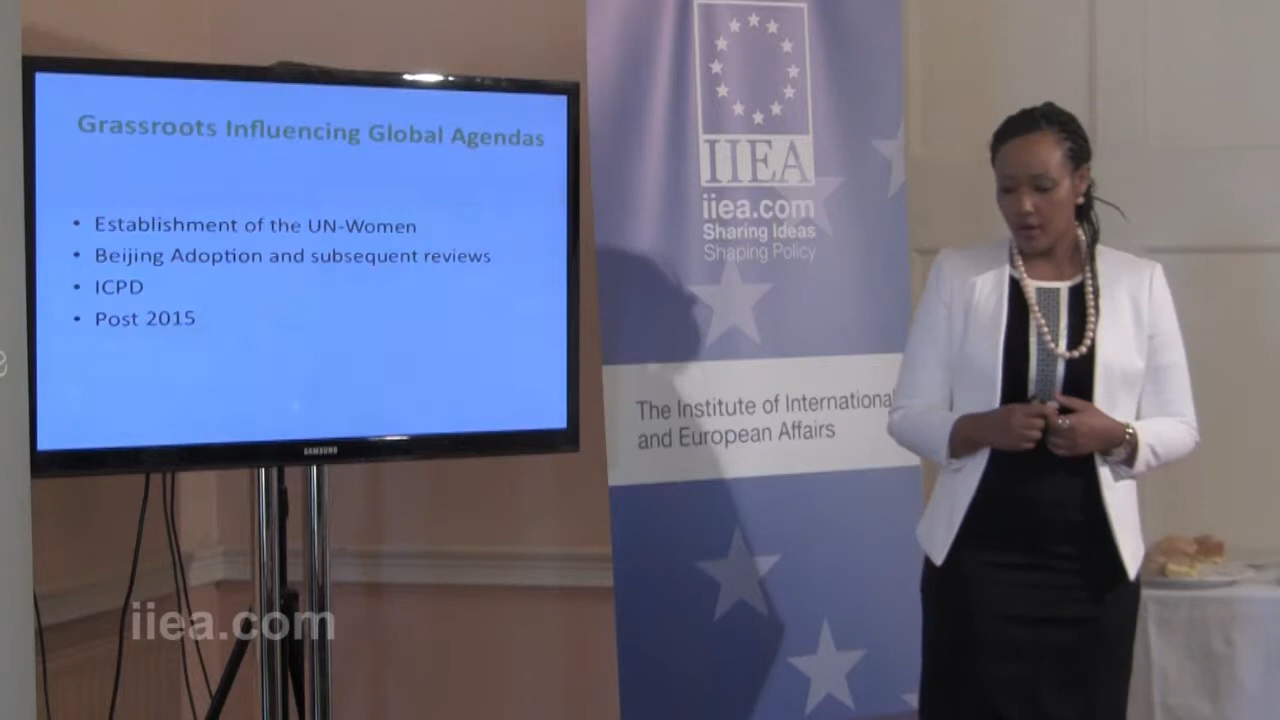 Grassroots Influencing Global Agendas
• Establishment of the UN-Women
• Beijing Adoption and subsequent reviews
• ICPD
• Post 2015
SAMSUNG
IIEA
iiea.com
Sharing Ideas
Shaping Policy
The Institute of International
and European Affairs
e
iiea.com